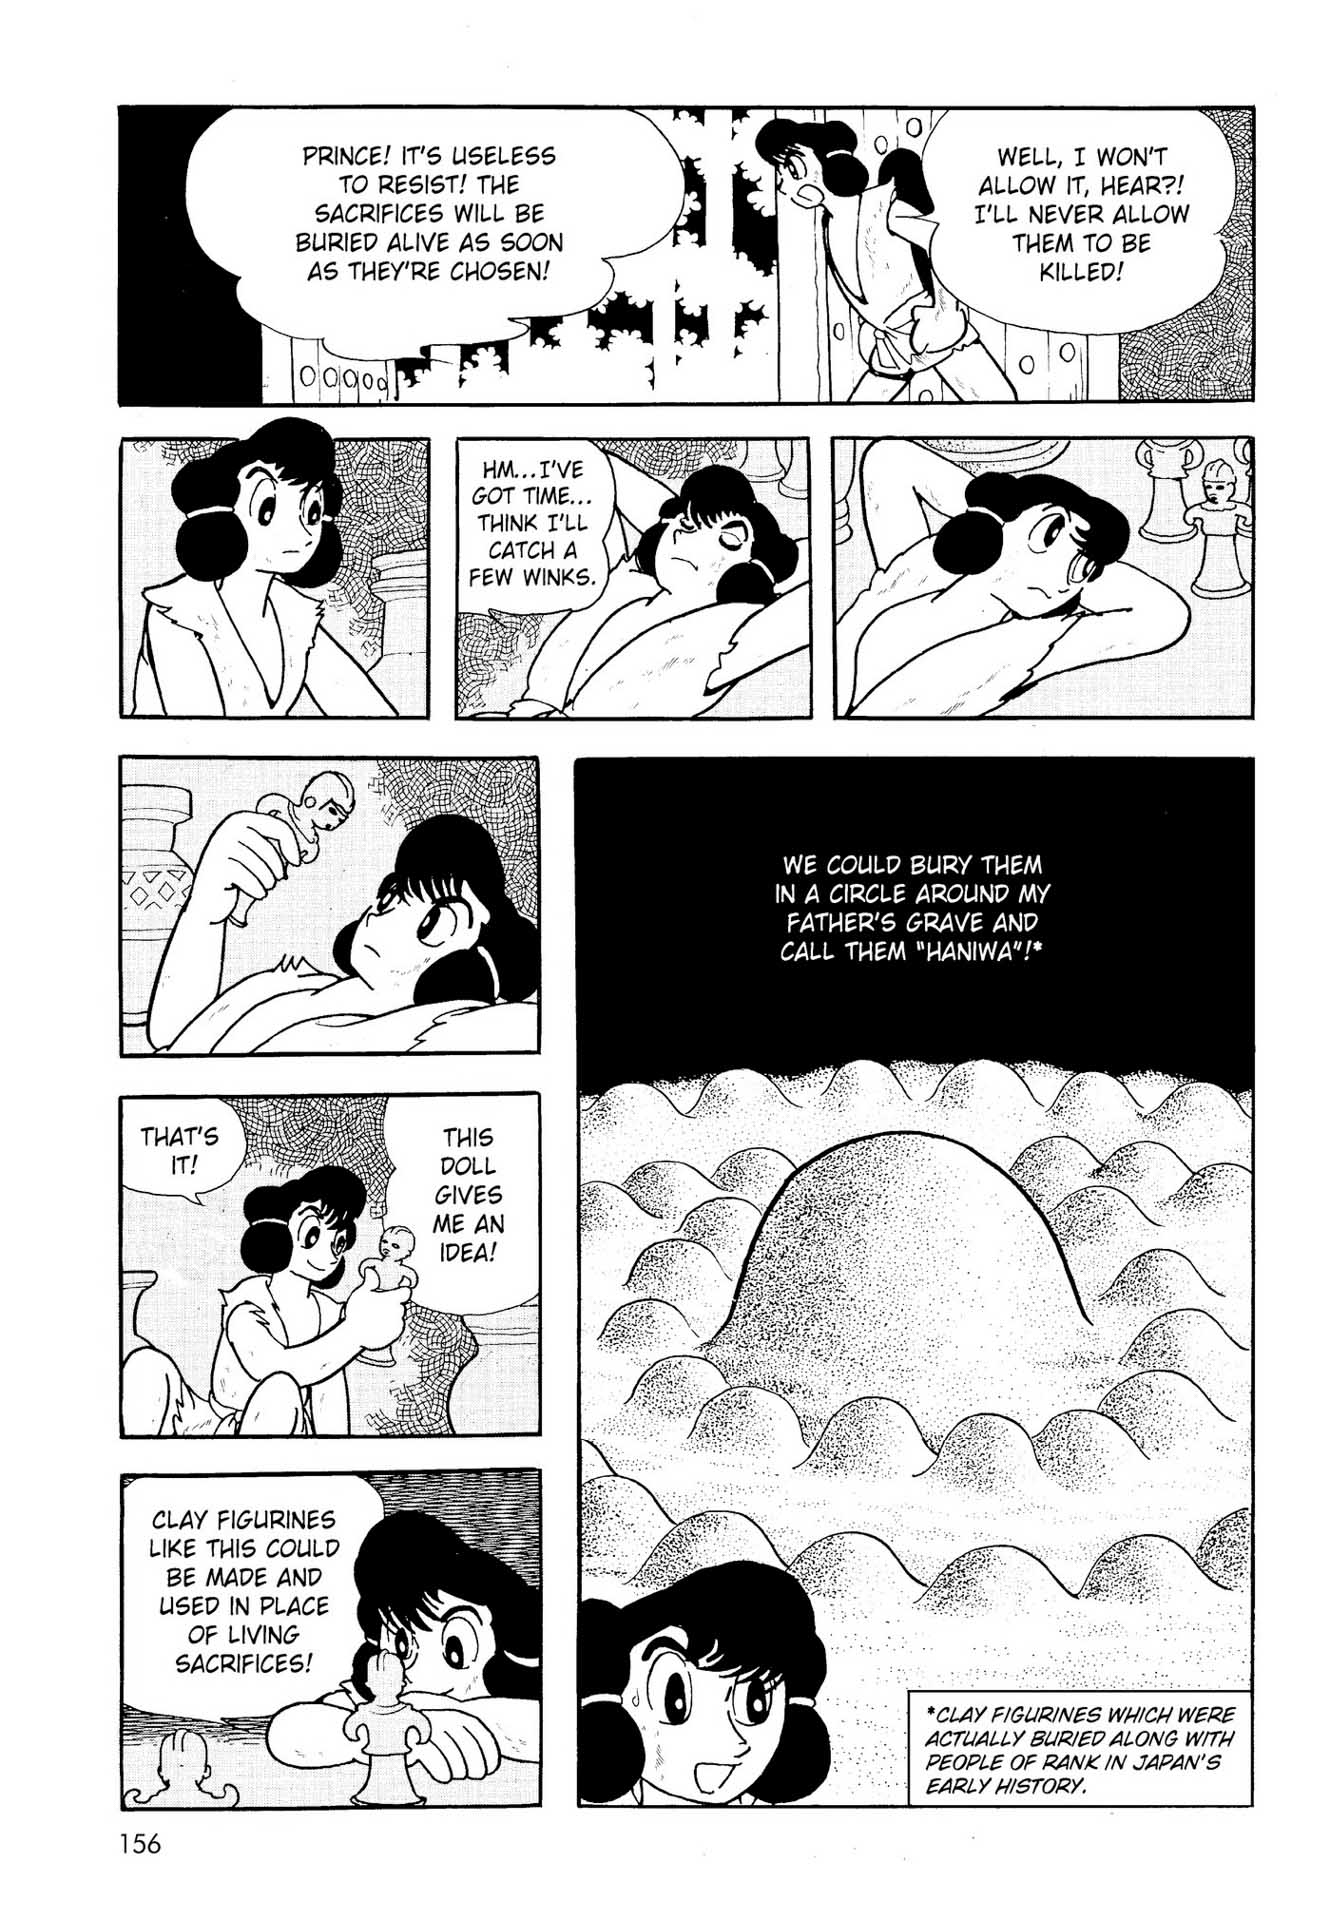 PRINCE! IT'S USELESS
TO RESIST! THE
SACRIFICES WILL BE
BURIED ALIVE AS SOON
AS THEY'RE CHOSEN!
WELL, I WON'T
ALLOW IT, HEAR?!
I'LL NEVER ALLOW
THEM TO BE
KILLED!
HM...I'VE
GOT TIME...
THINK I'LL
CATCH A
FEW WINKS.
THAT'S
IT!
THIS
DOLL
GIVES
ME AN
IDEA!
CLAY FIGURINES
LIKE THIS COULD
BE MADE AND
USED IN PLACE
OF LIVING
SACRIFICES!
WE COULD BURY THEM
IN A CIRCLE AROUND MY
FATHER'S GRAVE AND
CALL THEM "HANIWA"!*
*CLAY FIGURINES WHICH WERE
ACTUALLY BURIED ALONG WITH
PEOPLE OF RANK IN JAPAN'S
EARLY HISTORY.
156